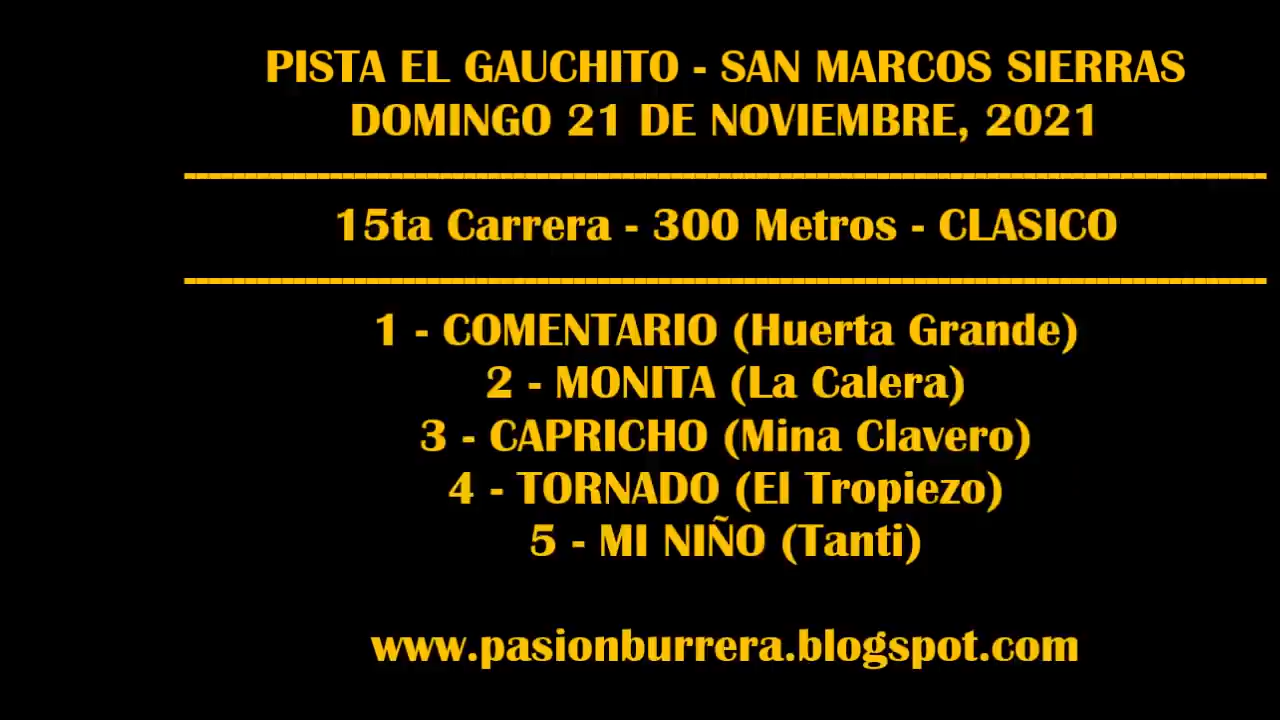 PISTA EL GAUCHITO - SAN MARCOS SIERRAS
DOMINGO 21 DE NOVIEMBRE, 2021
15ta Carrera - 300 Metros - CLASICO
1 - COMENTARIO (Huerta Grande)
2 - MONITA (La Calera)
3 - CAPRICHO (Mina Clavero)
4 - TORNADO (El Tropiezo)
5 - MI NIÑO (Tanti)
www.pasionburrera.blogspot.com